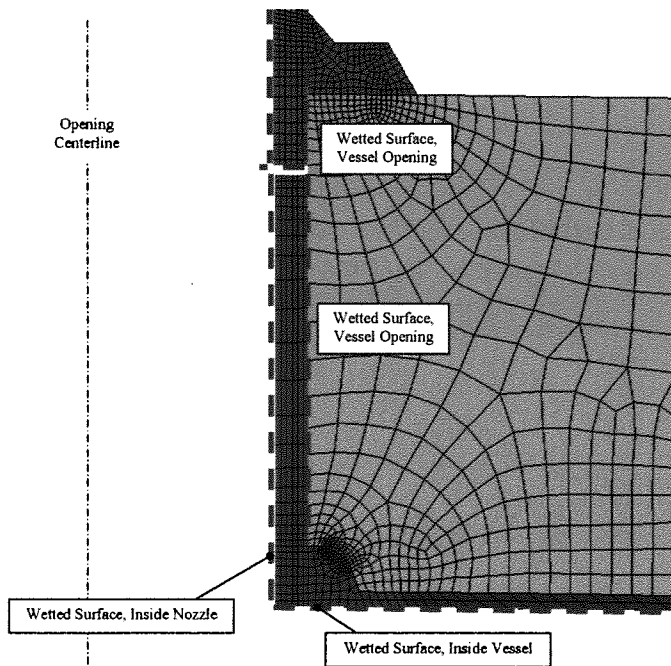 Opening
Centerline
Wetted Surface,
Vessel Opening
Wetted Surface,
Vessel Opening
Wetted Surface, Inside Nozzle
Wetted Surface, Inside Vessel